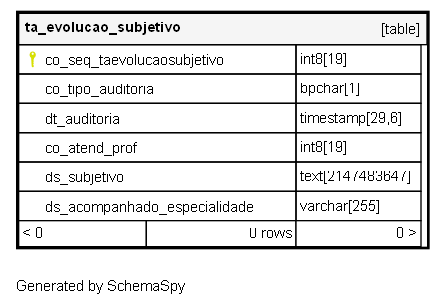 ta_evolucao_subjetivo [table]
co_seq_taevolucaosubjetivo int8[19]
co_tipo_auditoria bpchar[1]
dt_auditoria timestamp[29,6]
co_atend_prof int8[19]
ds_subjetivo text[2147483647]
ds_acompanhado_especialidade varchar[255]
< 0 0 rows 0 >
Generated by SchemaSpy